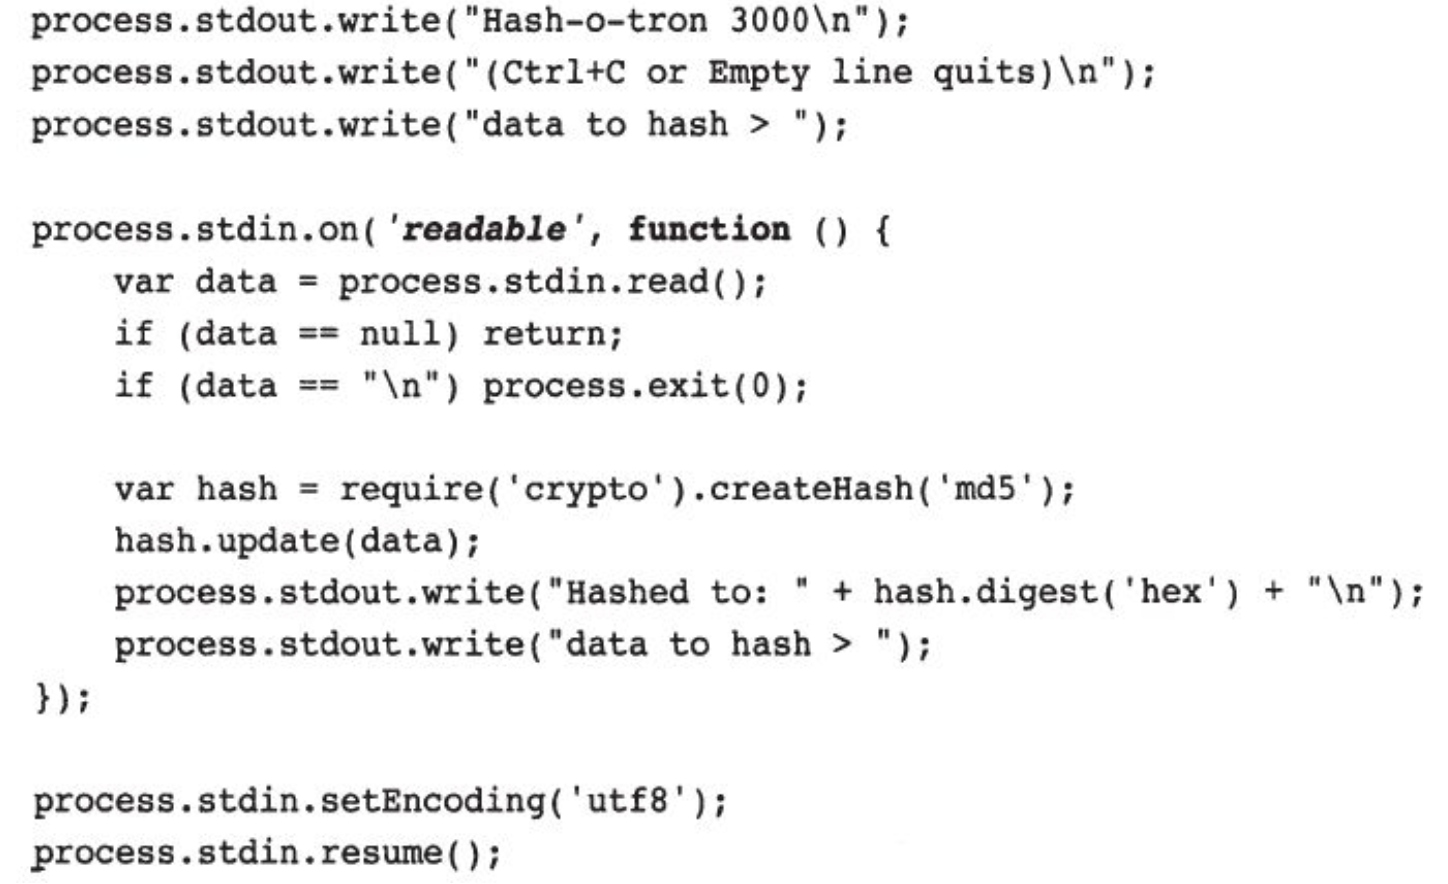 process.stdout.write("Hash-o-tron 3000\n");
process.stdout.write("(Ctrl+C or Empty line quits)\n");
process.stdout.write("data to hash > ");

process.stdin.on('readable', function () {
    var data = process.stdin.read();
    if (data == null) return;
    if (data == "\n") process.exit(0);

    var hash = require('crypto').createHash('md5');
    hash.update(data);
    process.stdout.write("Hashed to: " + hash.digest('hex') + "\n");
    process.stdout.write("data to hash > ");
});

process.stdin.setEncoding('utf8');
process.stdin.resume();